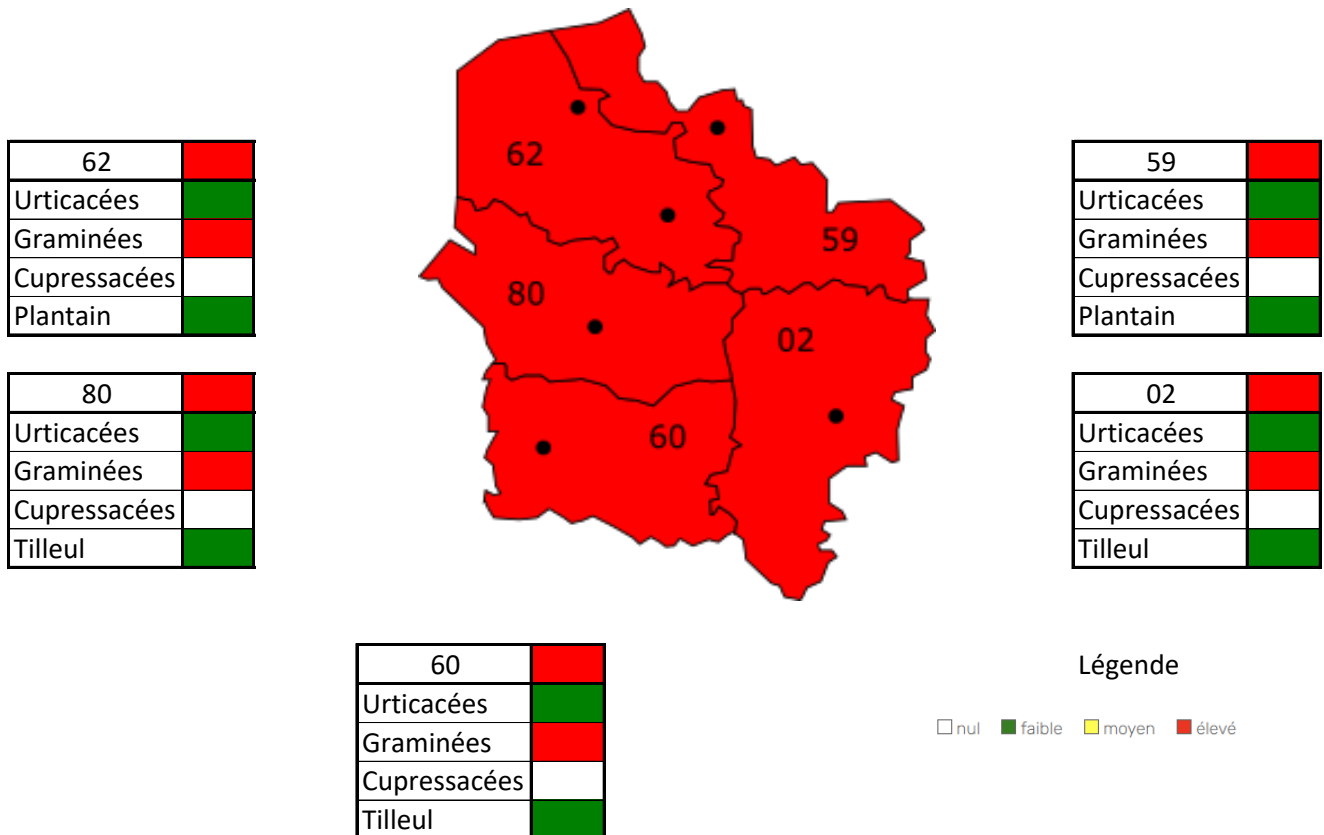 62
Urticacées
Graminées
Cupressacées
Plantain
80
Urticacées
Graminées
Cupressacées
Tilleul
62
59
80
02
60
59
Urticacées
Graminées
Cupressacées
Plantain
02
Urticacées
Graminées
Cupressacées
Tilleul
60
Urticacées
Graminées
Cupressacées
Tilleul
Légende
nul faible moyen élevé